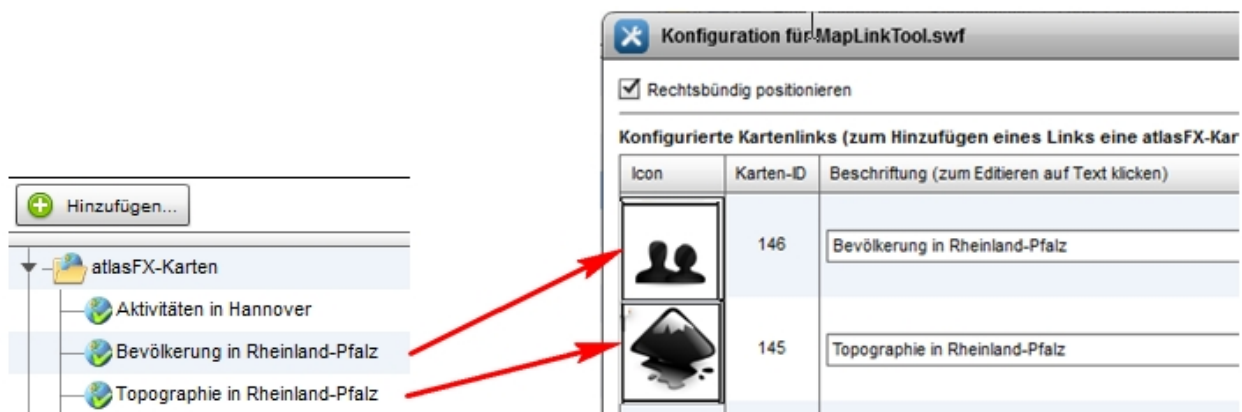 Konfiguration für MapLinkTool.swf
Rechtsbündig positionieren
Konfigurierte Kartenlinks (zum Hinzufügen eines Links eine atlasFX-Kar
Icon Karten-ID Beschriftung (zum Editieren auf Text klicken)
146 Bevölkerung in Rheinland-Pfalz
145 Topographie in Rheinland-Pfalz
Hinzufügen...
atlasFX-Karten
Aktivitäten in Hannover
Bevölkerung in Rheinland-Pfalz
Topographie in Rheinland-Pfalz